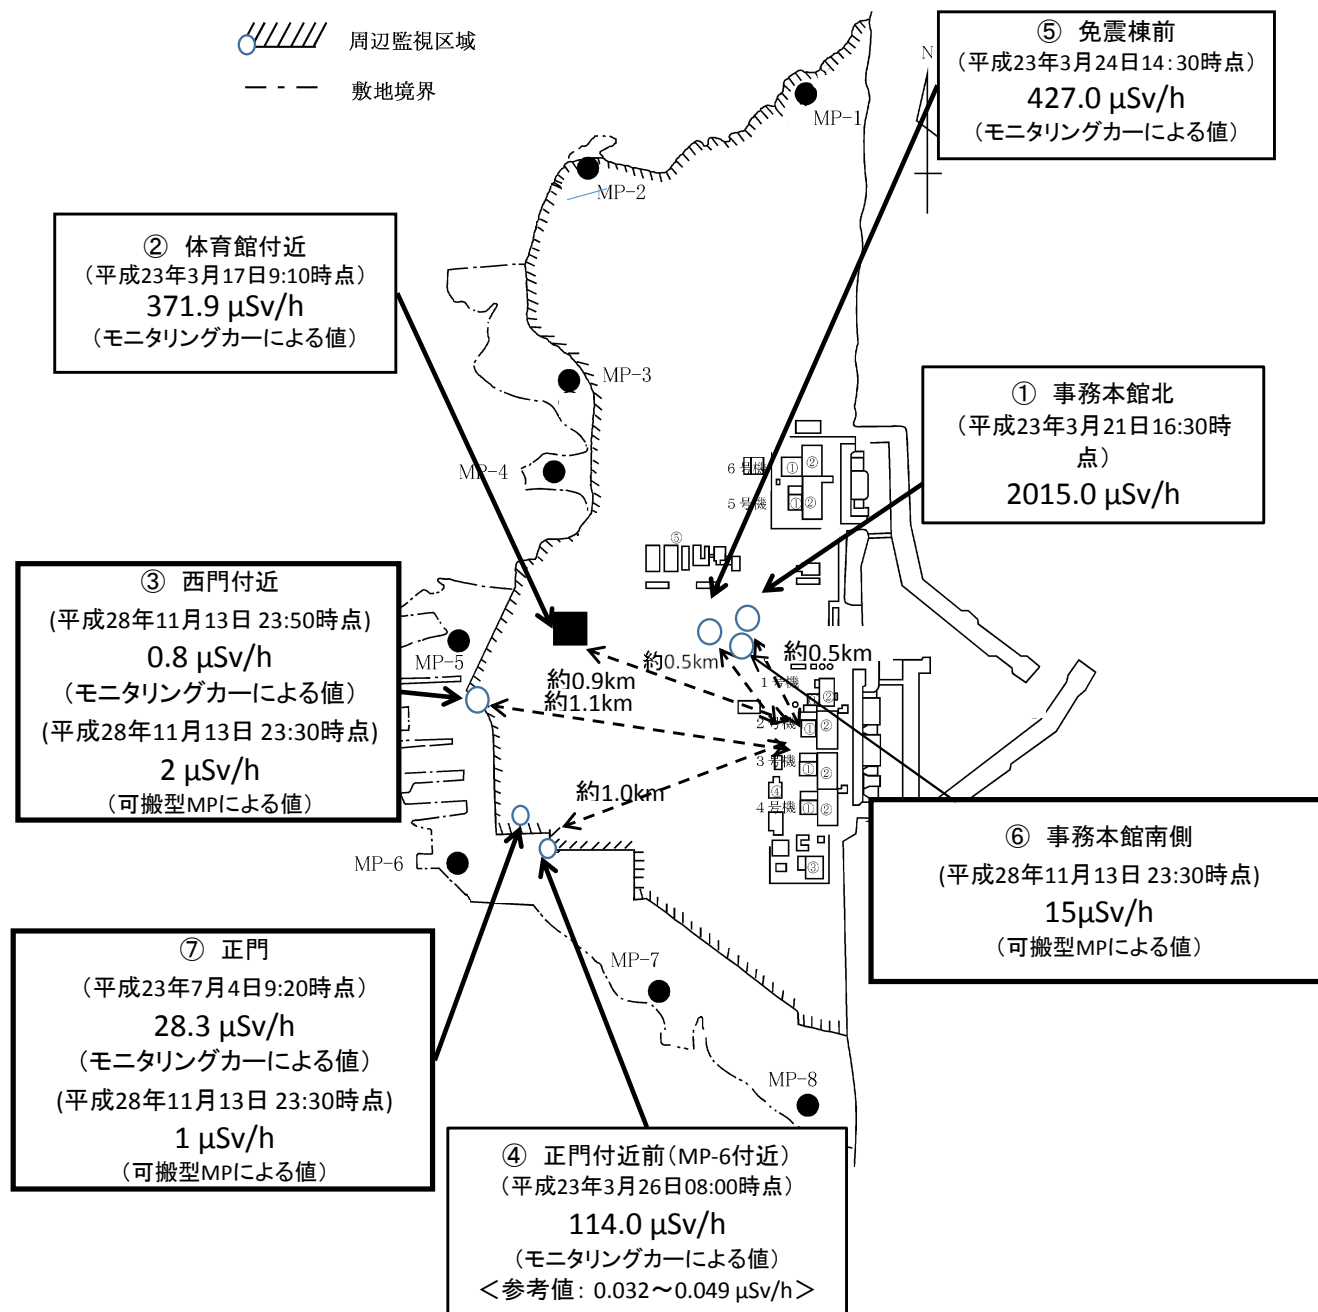 周辺監視区域
敷地境界
N
⑤ 免震棟前
（平成23年3月24日14:30時点）
427.0 μSv/h
（モニタリングカーによる値）
MP-1
MP-2
② 体育館付近
（平成23年3月17日9:10時点）
371.9 μSv/h
（モニタリングカーによる値）
MP-3
① 事務本館北
（平成23年3月21日16:30時
点）
2015.0 μSv/h
MP-4
６号機
①
②
５号機
①
②
⑤
③ 西門付近
(平成28年11月13日 23:50時点)
0.8 μSv/h
（モニタリングカーによる値）
(平成28年11月13日 23:30時点)
2 μSv/h
（可搬型MPによる値）
MP-5
約0.5km
約0.5km
約0.9km
約1.1km
１号機
②
２号機
①
②
３号機
①
②
④
４号機
①
②
③
約1.0km
MP-6
⑥ 事務本館南側
(平成28年11月13日 23:30時点)
15μSv/h
（可搬型MPによる値）
⑦ 正門
（平成23年7月4日9:20時点）
28.3 μSv/h
（モニタリングカーによる値）
(平成28年11月13日 23:30時点)
1 μSv/h
（可搬型MPによる値）
MP-7
MP-8
④ 正門付近前（MP-6付近）
（平成23年3月26日08:00時点）
114.0 μSv/h
（モニタリングカーによる値）
＜参考値： 0.032～0.049 μSv/h＞